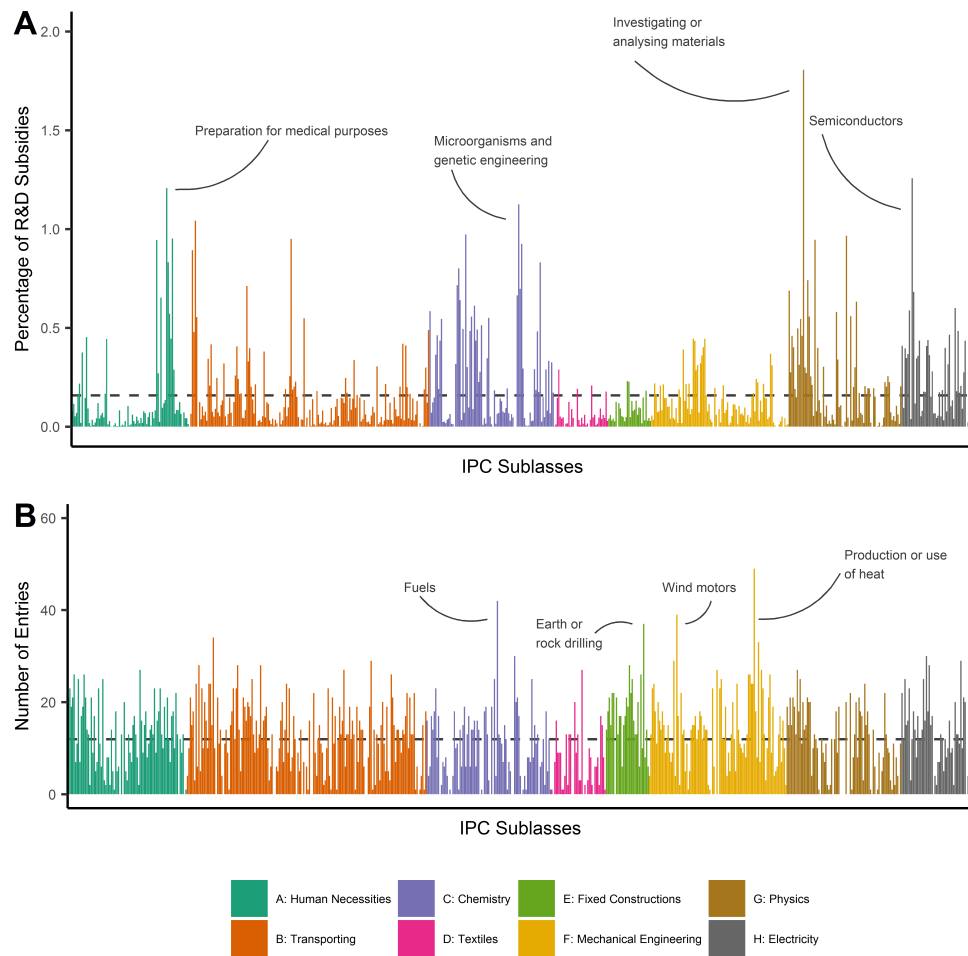 A
2.0
1.5
1.0
0.5
0.0
Percentage of R&D Subsidies
Investigating or
analysing materials
Semiconductors
Preparation for medical purposes
Microorganisms and
genetic engineering
IPC Sublasses
B
60
40
20
0
Number of Entries
Production or use
of heat
Fuels
Wind motors
Earth or
rock drilling
IPC Sublasses
A: Human Necessities
C: Chemistry
E: Fixed Constructions
G: Physics
B: Transporting
D: Textiles
F: Mechanical Engineering
H: Electricity